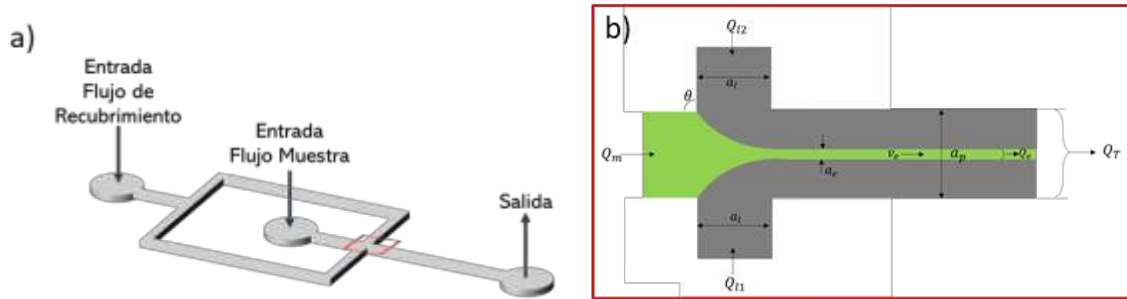 a)
Entrada
Flujo de
Recubrimiento
Entrada
Flujo Muestra
Salida
b)
Q_{l2}
a_l
θ
Q_m
a_e
v_e
a_p
Q_e
Q_T
a_l
Q_{l1}